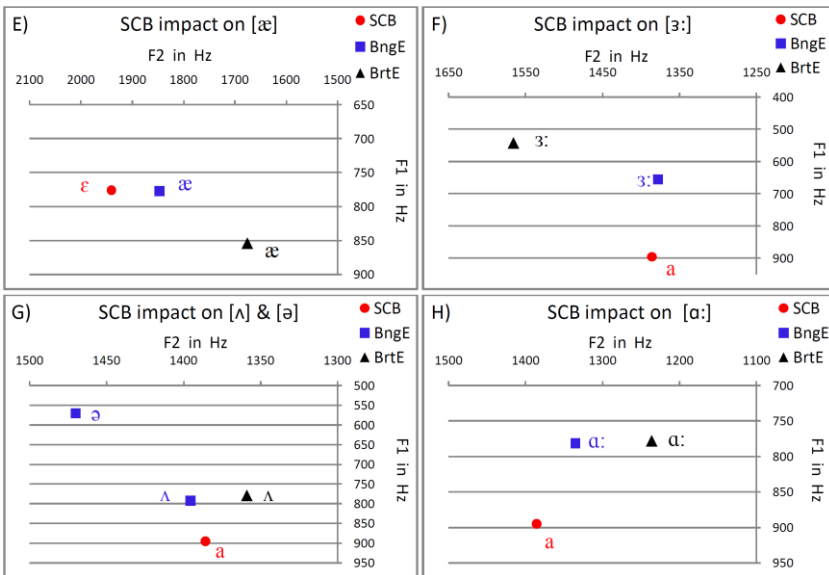 E) SCB impact on [æ]
F2 in Hz
2100 2000 1900 1800 1700 1600 1500
SCB
BngE
BrtE
650
700
750
800
850
900
F1 in Hz
ε
æ
æ
F) SCB impact on [ɜː]
F2 in Hz
1650 1550 1450 1350 1250
SCB
BngE
BrtE
400
500
600
700
800
900
F1 in Hz
ɜː
ɜː
a
G) SCB impact on [ʌ] & [ə]
F2 in Hz
1500 1450 1400 1350 1300
SCB
BngE
BrtE
500
550
600
650
700
750
800
850
900
950
F1 in Hz
ə
ʌ
ʌ
a
H) SCB impact on [ɑː]
F2 in Hz
1500 1400 1300 1200 1100
SCB
BngE
BrtE
700
750
800
850
900
950
F1 in Hz
ɑː
ɑː
a